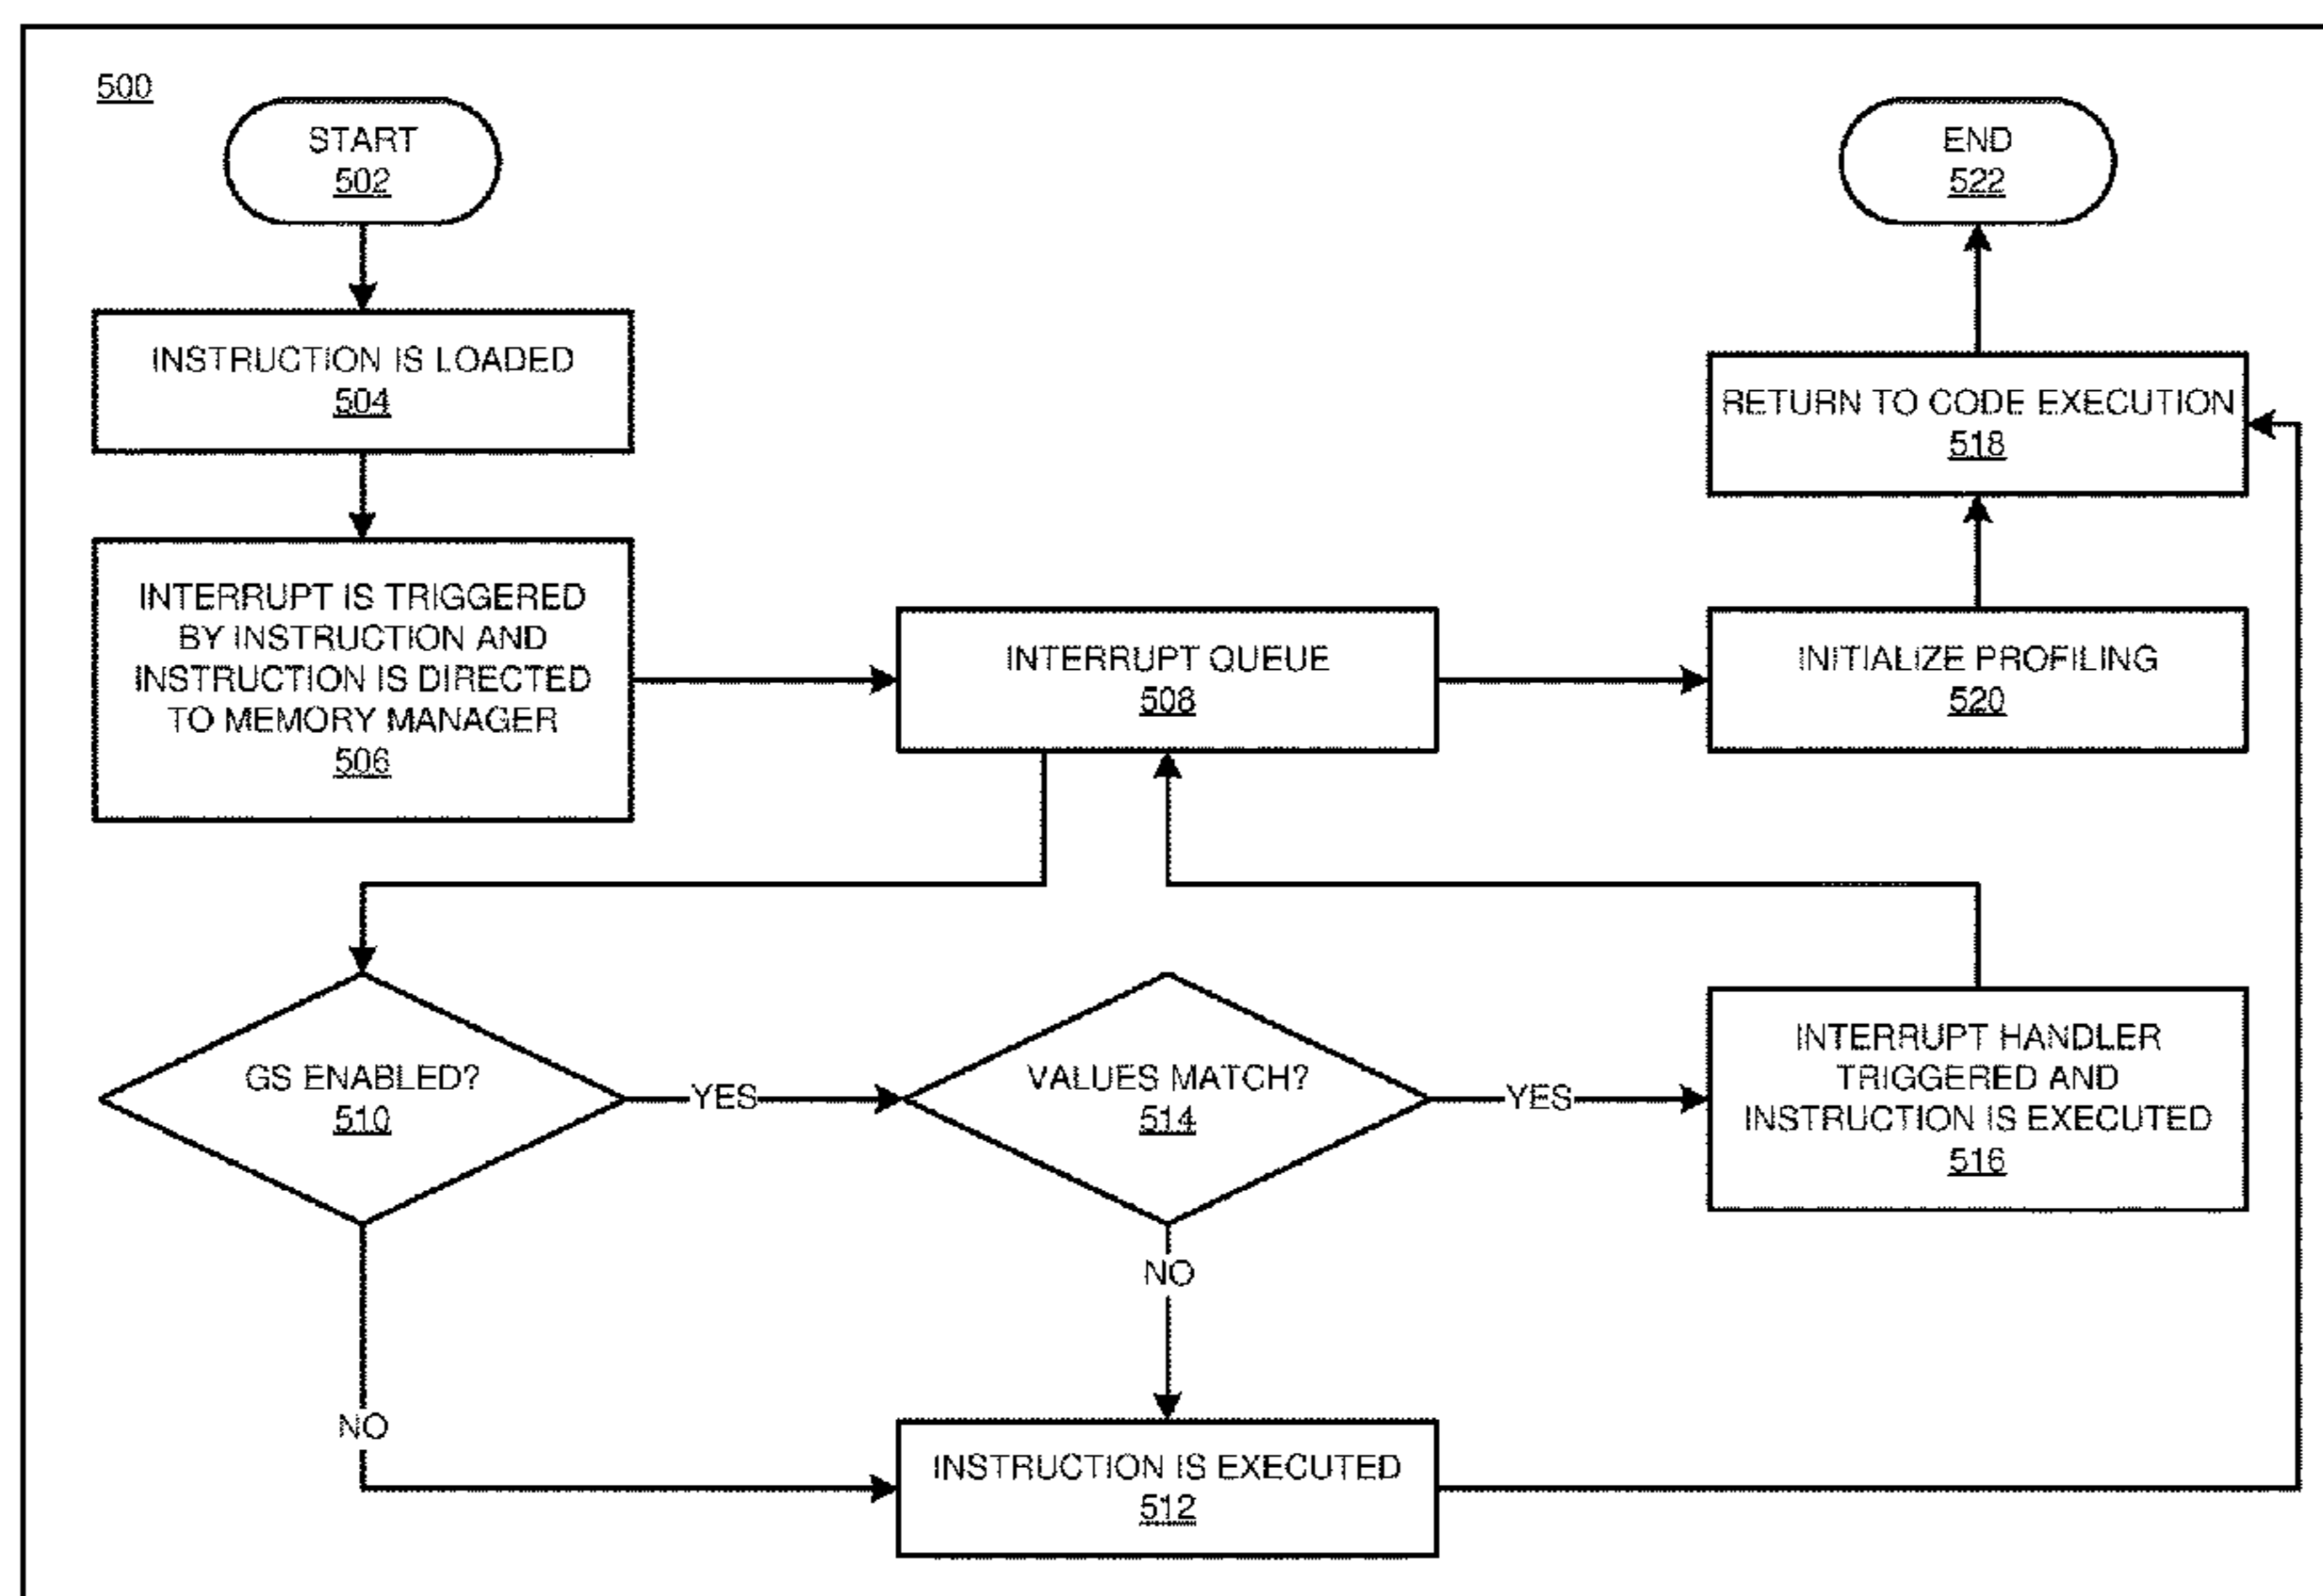 500
START
502
INSTRUCTION IS LOADED
504
INTERRUPT IS TRIGGERED
BY INSTRUCTION AND
INSTRUCTION IS DIRECTED
TO MEMORY MANAGER
506
INTERRUPT QUEUE
508
INITIALIZE PROFILING
520
RETURN TO CODE EXECUTION
518
END
522
GS ENABLED?
510
YES
VALUES MATCH?
514
YES
INTERRUPT HANDLER
TRIGGERED AND
INSTRUCTION IS EXECUTED
516
NO
NO
INSTRUCTION IS EXECUTED
512